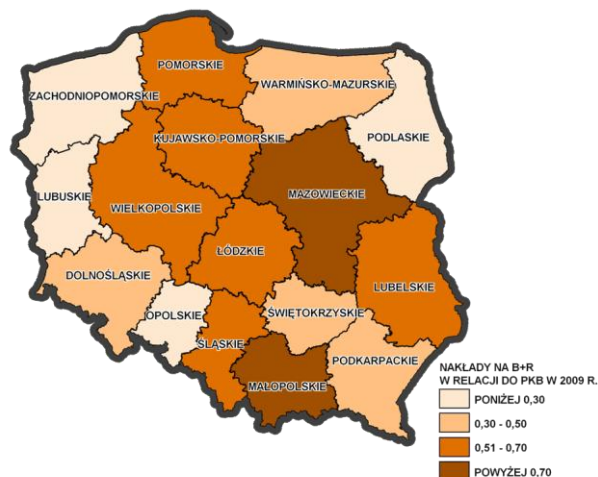 POMORSKIE
WARMIŃSKO-MAZURSKIE
ZACHODNIOPOMORSKIE
KUJAWSKO-POMORSKIE
PODLASKIE
LUBUSKIE
MAZOWIECKIE
WIELKOPOLSKIE
ŁÓDZKIE
DOLNOŚLĄSKIE
LUBELSKIE
OPOLSKIE
ŚWIĘTOKRZYSKIE
ŚLĄSKIE
PODKARPACKIE
MAŁOPOLSKIE
NAKŁADY NA B+R
W RELACJI DO PKB W 2009 R.
PONIŻEJ 0,30
0,30 - 0,50
0,51 - 0,70
POWYŻEJ 0,70